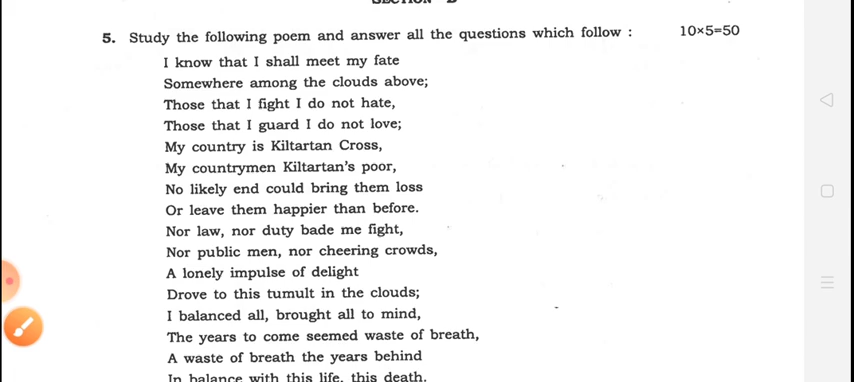 5. Study the following poem and answer all the questions which follow : 10×5=50
I know that I shall meet my fate
Somewhere among the clouds above;
Those that I fight I do not hate,
Those that I guard I do not love;
My country is Kiltartan Cross,
My countrymen Kiltartan's poor,
No likely end could bring them loss
Or leave them happier than before.
Nor law, nor duty bade me fight,
Nor public men, nor cheering crowds,
A lonely impulse of delight
Drove to this tumult in the clouds;
I balanced all, brought all to mind,
The years to come seemed waste of breath,
A waste of breath the years behind
In balance with this life, this death.